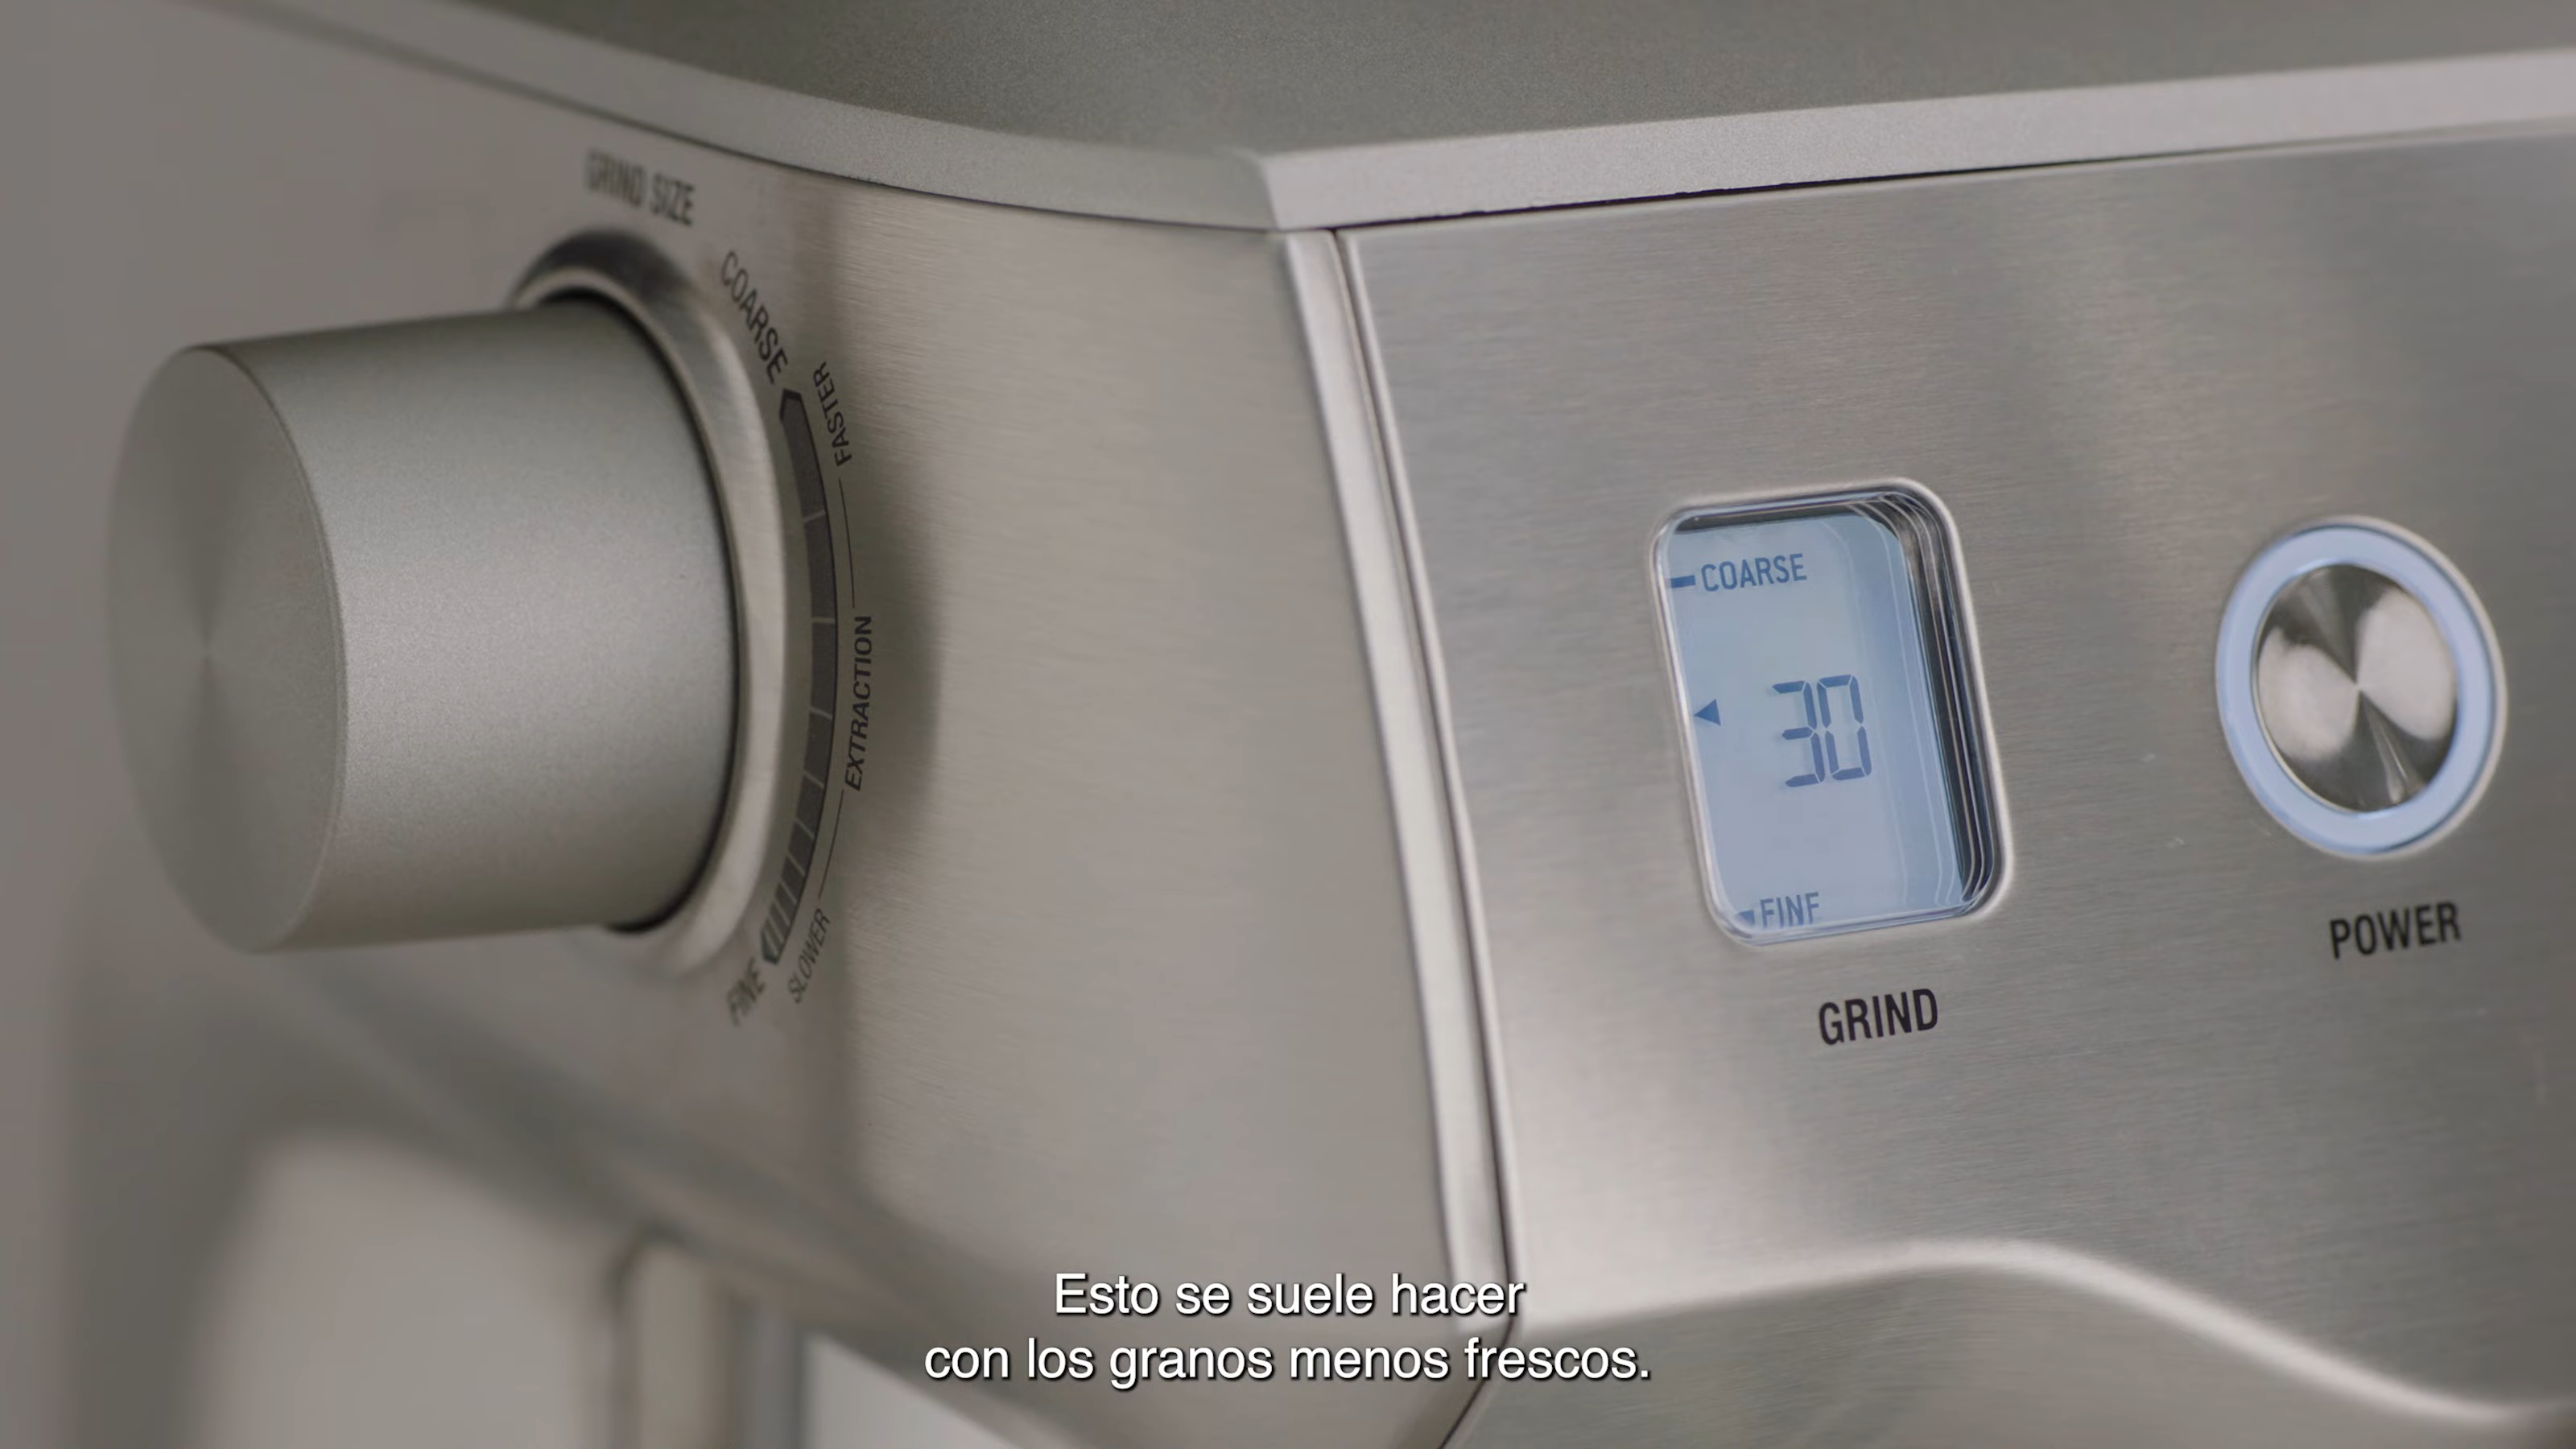 GRIND SIZE
COARSE
FASTER
EXTRACTION
SLOWER
FINE
COARSE
30
FINE
GRIND
POWER
Esto se suele hacer
con los granos menos frescos.